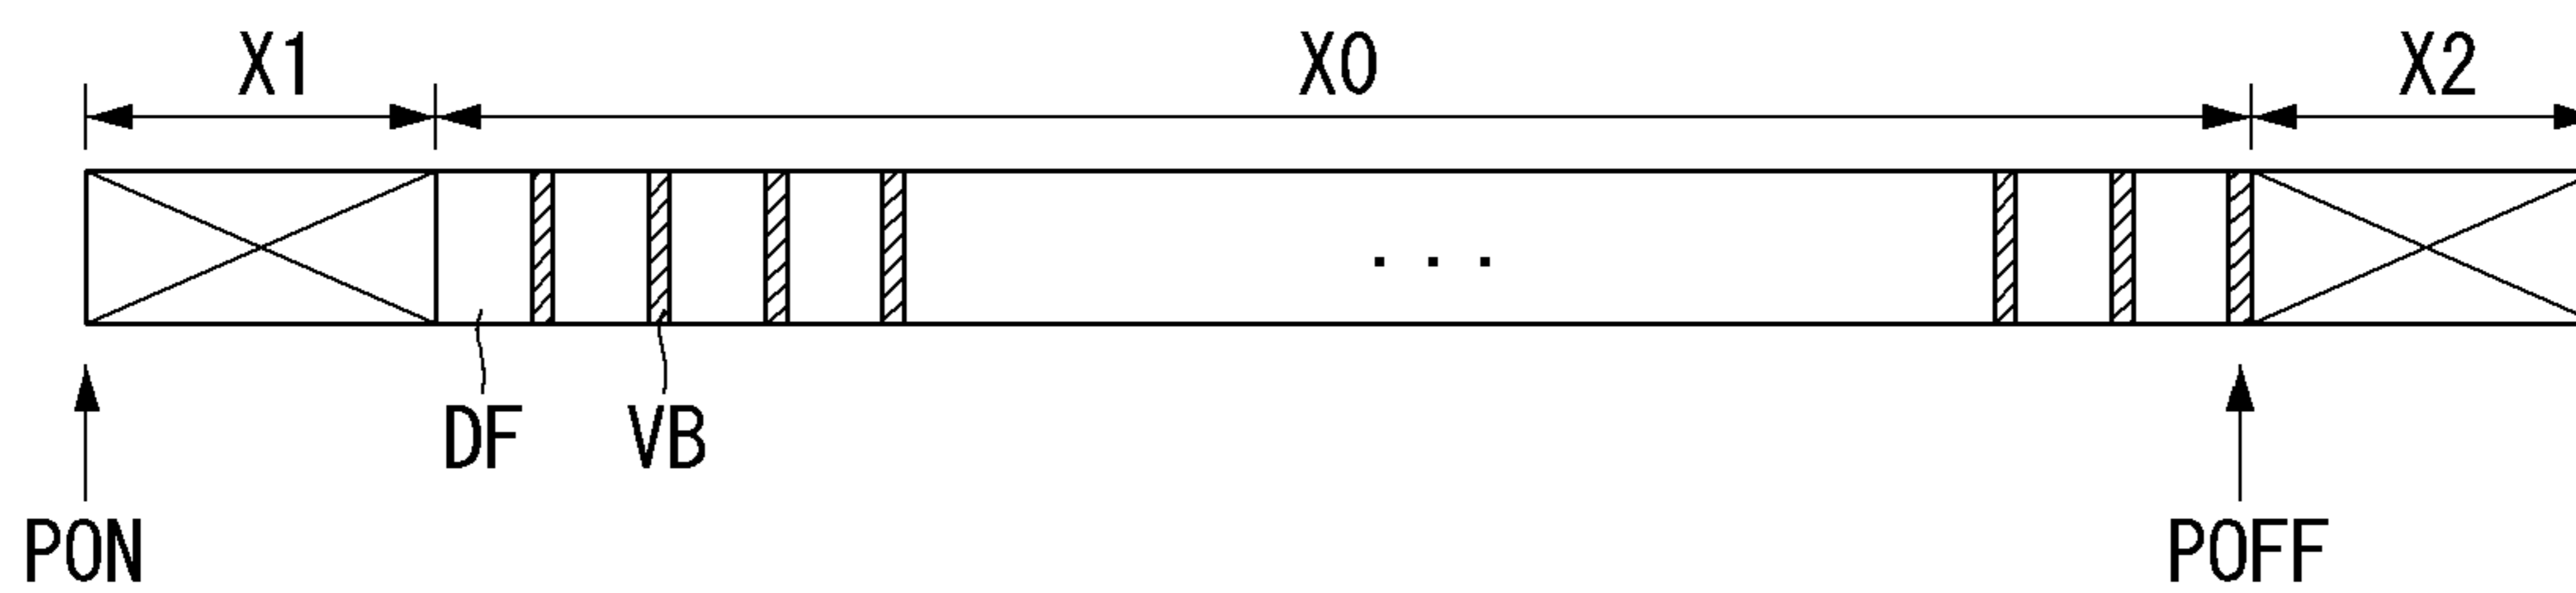 X1 X0 X2
. . .
DF VB
PON POFF